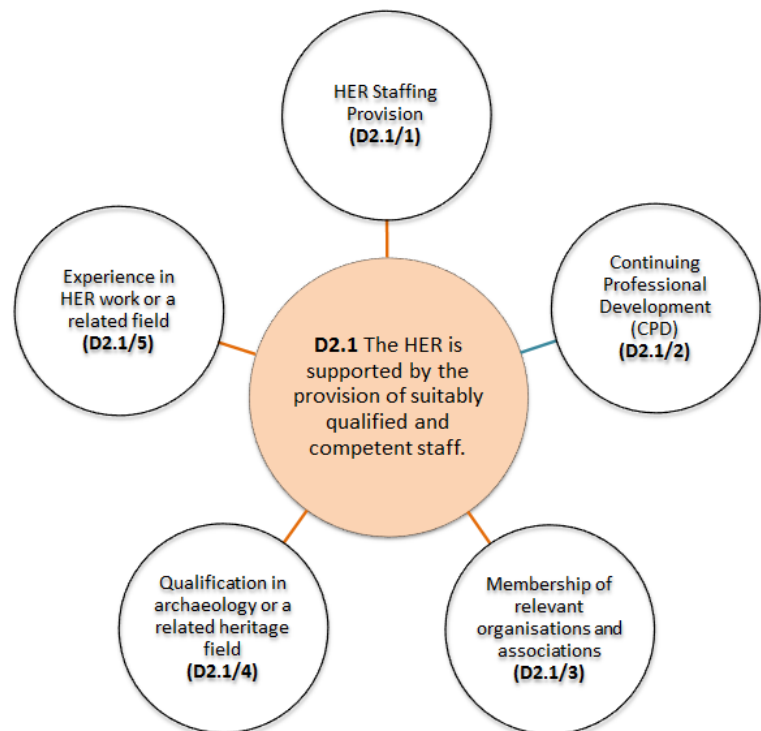 HER Staffing
Provision
(D2.1/1)
Continuing
Professional
Development
(CPD)
(D2.1/2)
Membership of
relevant
organisations and
associations
(D2.1/3)
Qualification in
archaeology or a
related heritage
field
(D2.1/4)
Experience in
HER work or a
related field
(D2.1/5)
D2.1 The HER is
supported by the
provision of suitably
qualified and
competent staff.